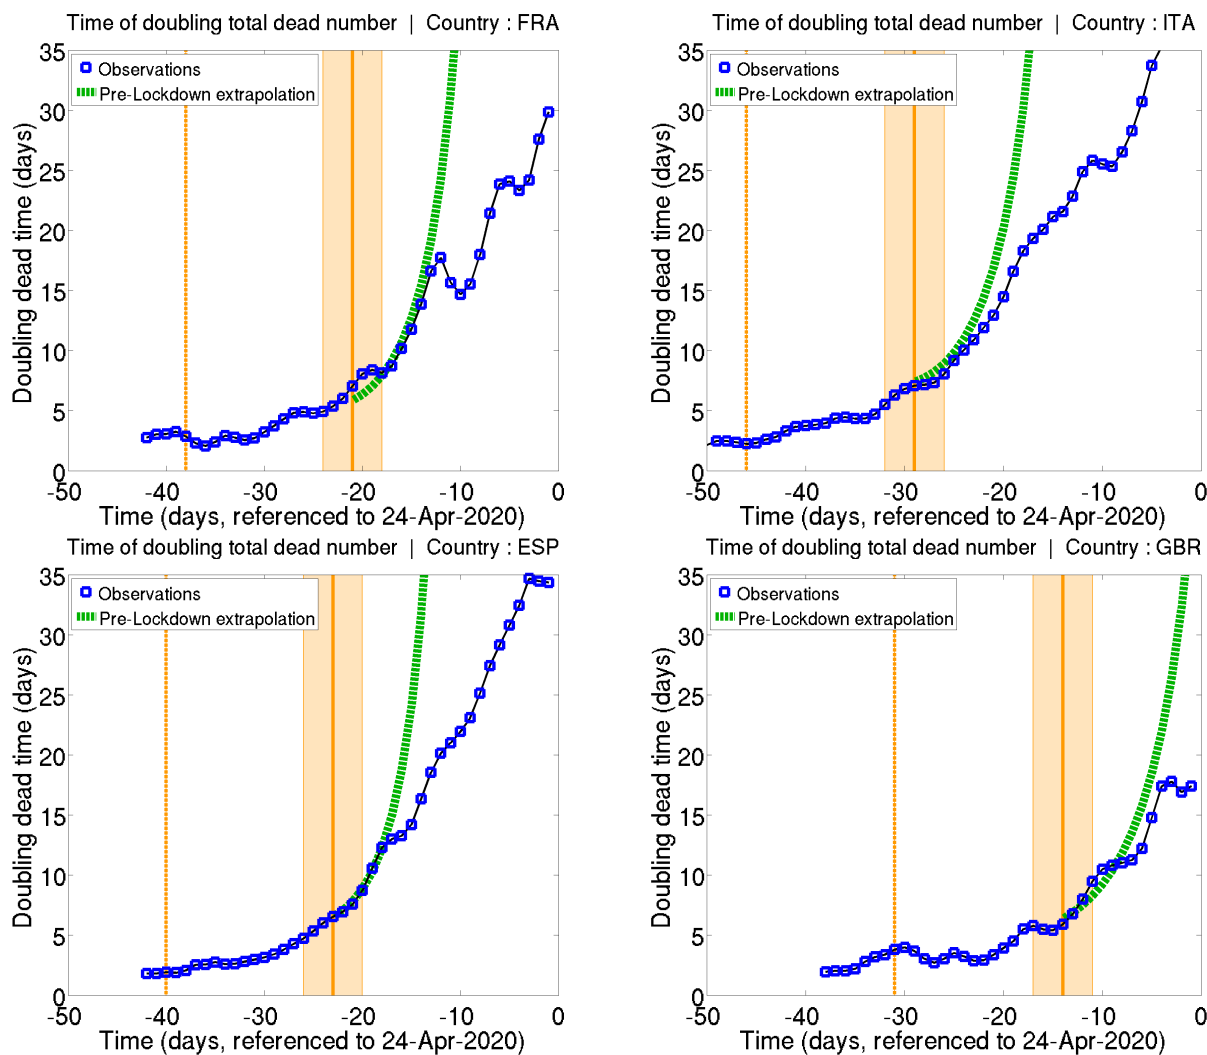 Time of doubling total dead number | Country : FRA
35
30
25
20
15
10
5
0
Doubling dead time (days)
Observations
Pre-Lockdown extrapolation
-50 -40 -30 -20 -10 0
Time (days, referenced to 24-Apr-2020)
Time of doubling total dead number | Country : ITA
35
30
25
20
15
10
5
0
Doubling dead time (days)
Observations
Pre-Lockdown extrapolation
-50 -40 -30 -20 -10 0
Time (days, referenced to 24-Apr-2020)
Time of doubling total dead number | Country : ESP
35
30
25
20
15
10
5
0
Doubling dead time (days)
Observations
Pre-Lockdown extrapolation
-50 -40 -30 -20 -10 0
Time (days, referenced to 24-Apr-2020)
Time of doubling total dead number | Country : GBR
35
30
25
20
15
10
5
0
Doubling dead time (days)
Observations
Pre-Lockdown extrapolation
-50 -40 -30 -20 -10 0
Time (days, referenced to 24-Apr-2020)